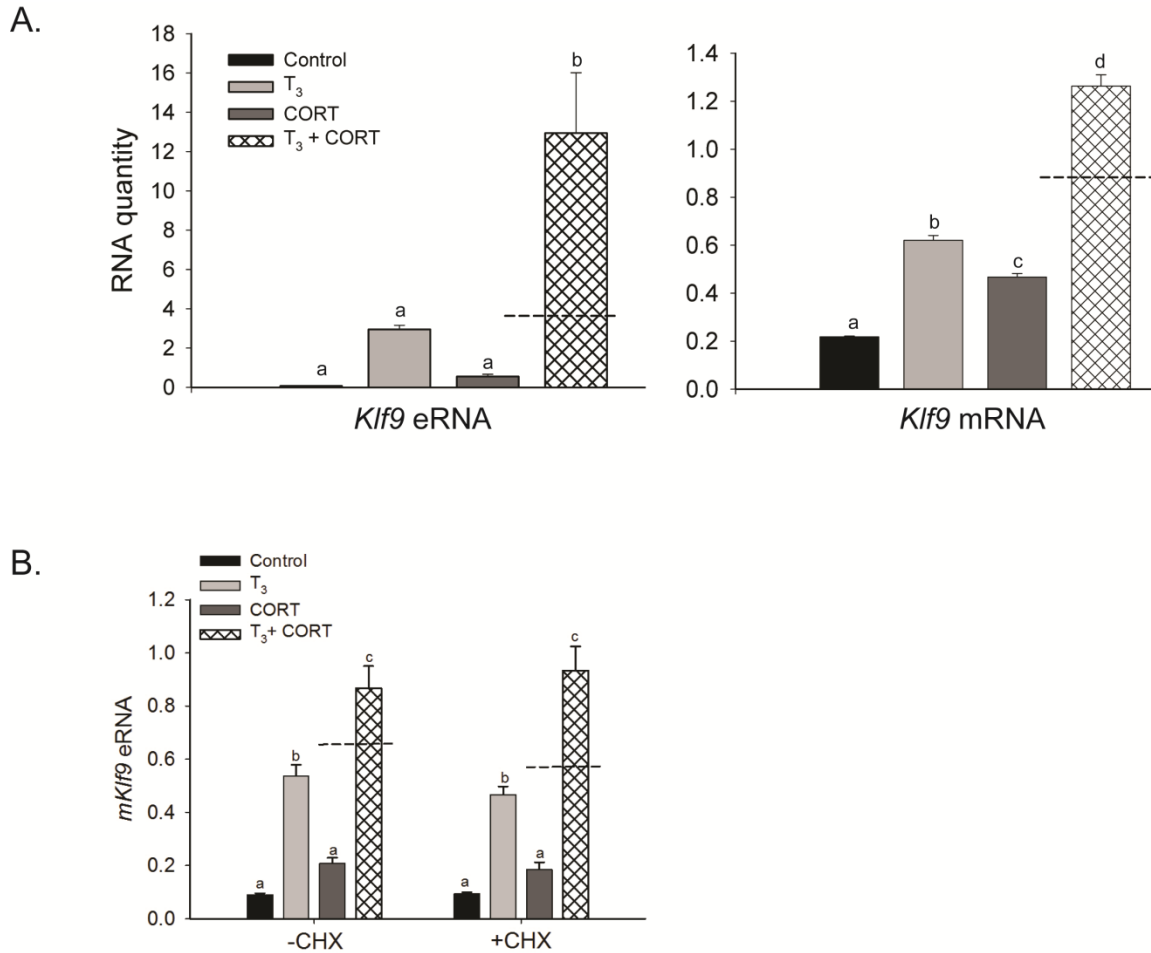 A.
RNA quantity
18
16
14
12
10
8
6
4
2
0
Control
T₃
CORT
T₃ + CORT
a
a
a
b
Klf9 eRNA
1.4
1.2
1.0
0.8
0.6
0.4
0.2
0.0
a
b
c
d
Klf9 mRNA
B.
Control
T₃
CORT
T₃+ CORT
mKlf9 eRNA
1.2
1.0
0.8
0.6
0.4
0.2
0.0
a
b
a
c
a
b
a
c
-CHX
+CHX